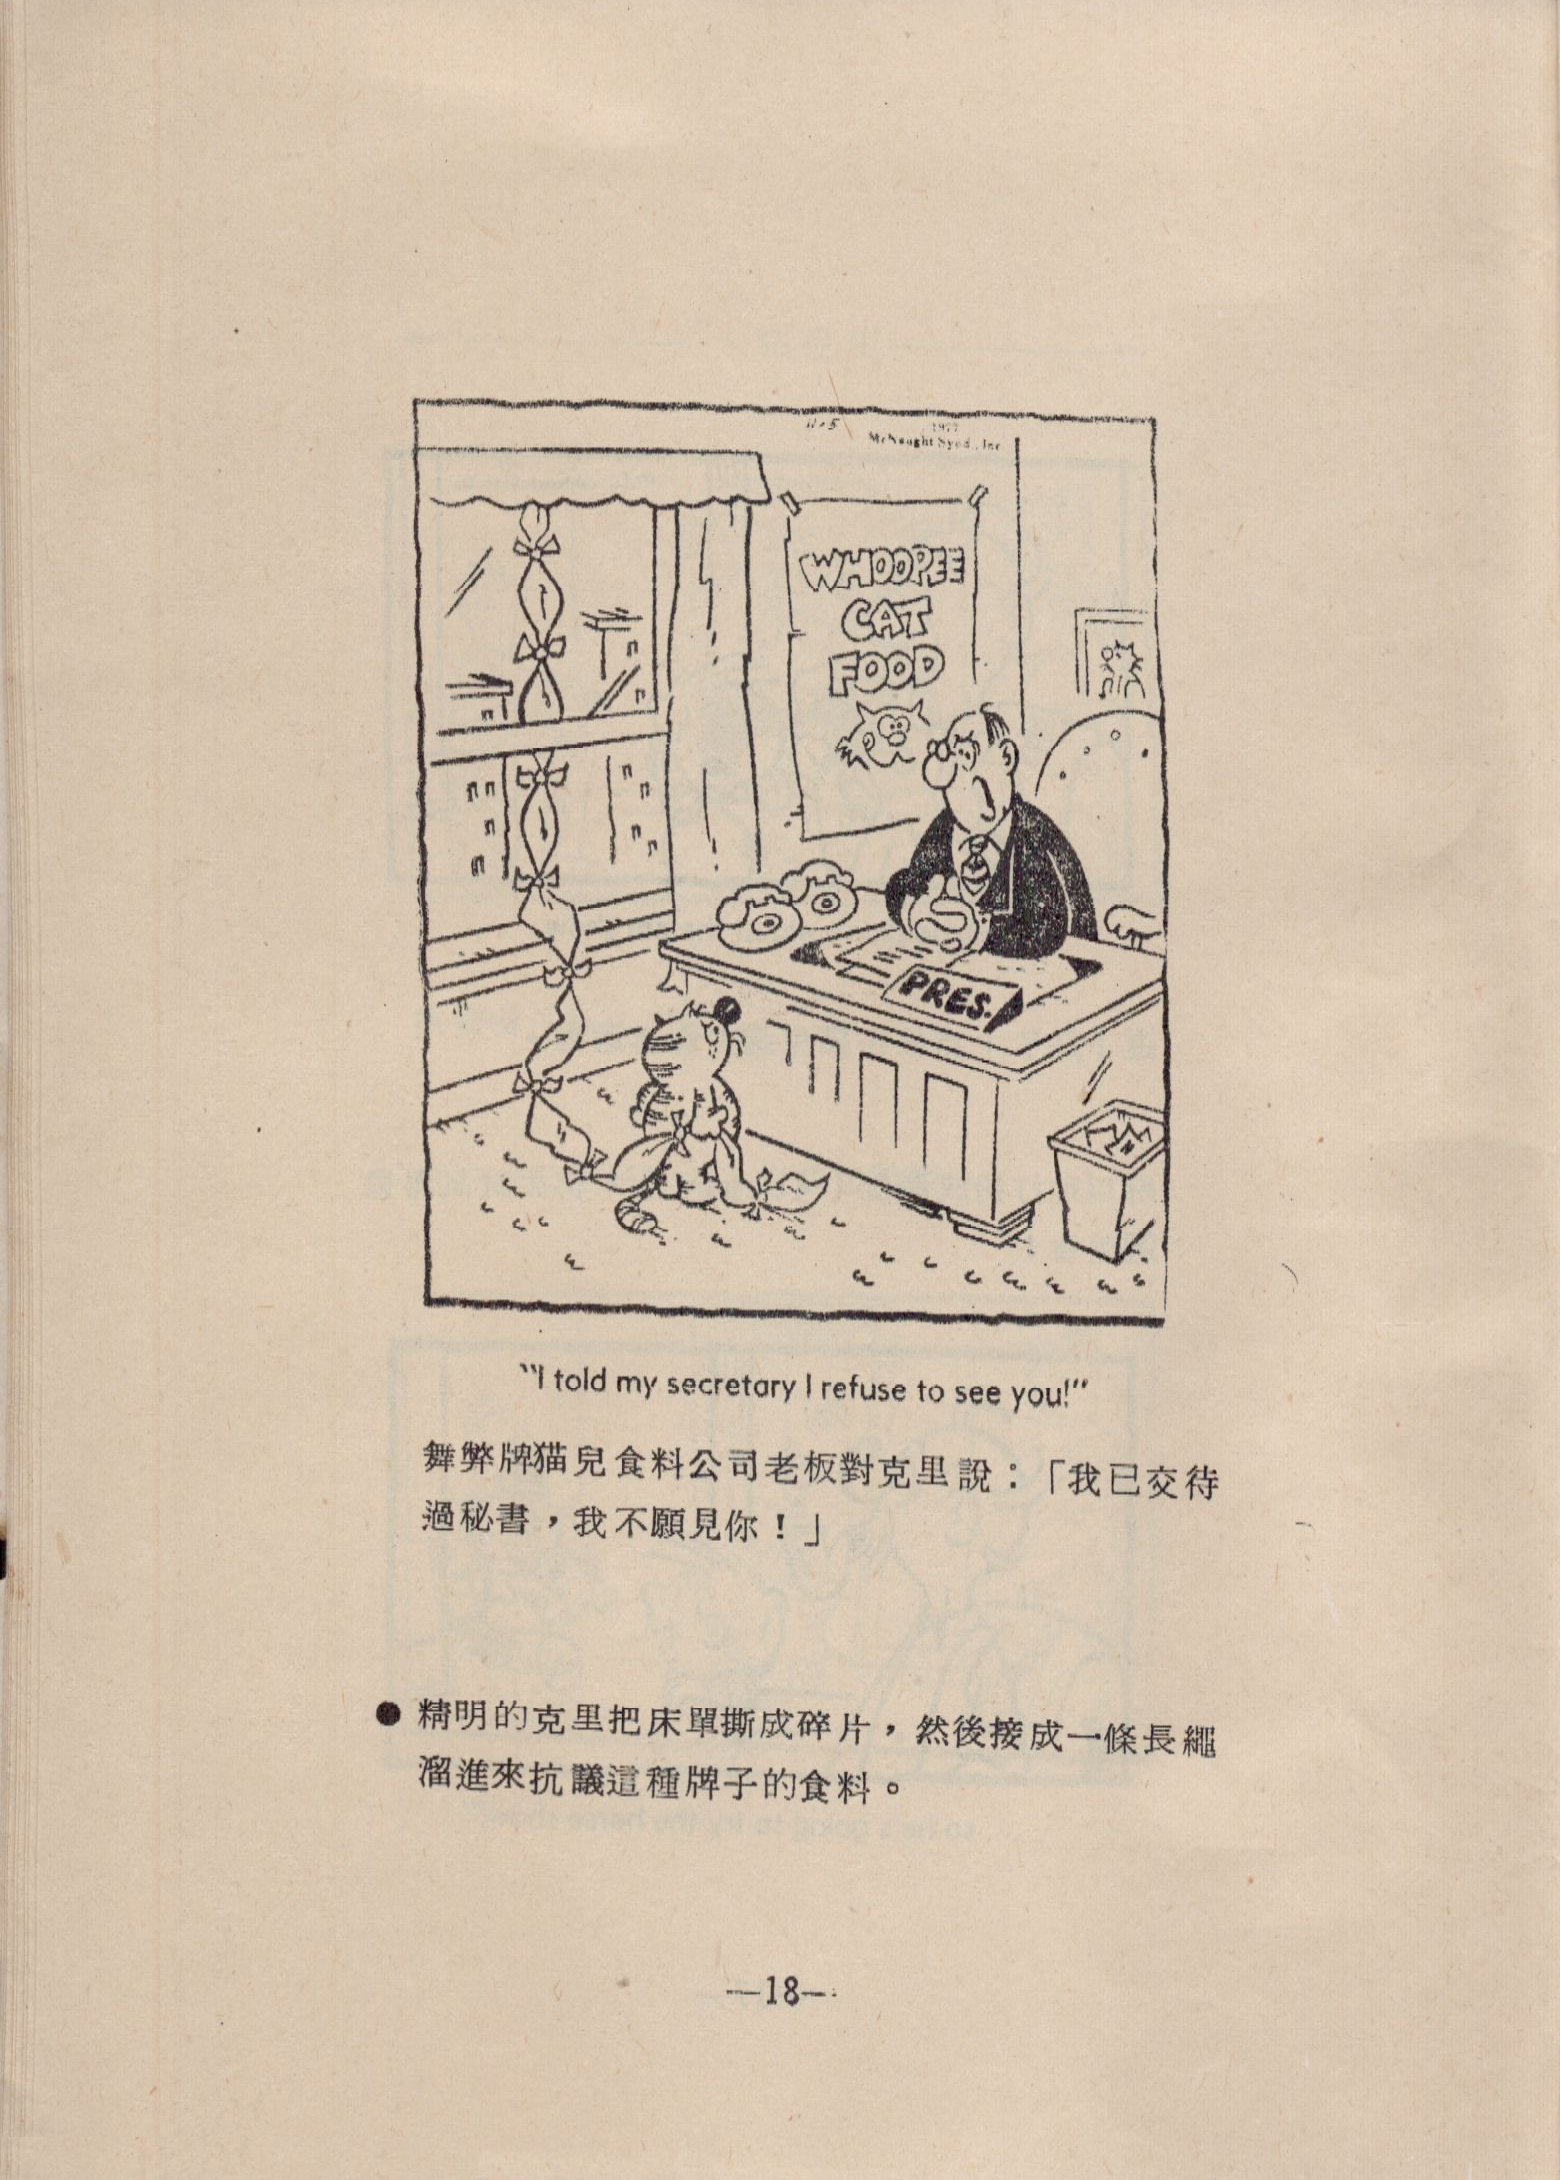 11-5
1977
McNaught Synd., Inc
WHOOPEE
CAT
FOOD
PRES.
"I told my secretary I refuse to see you!"
舞弊牌猫兒食料公司老板對克里說：「我已交待
過秘書，我不願見你！」
● 精明的克里把床單撕成碎片，然後接成一條長繩
溜進來抗議這種牌子的食料。
—18—